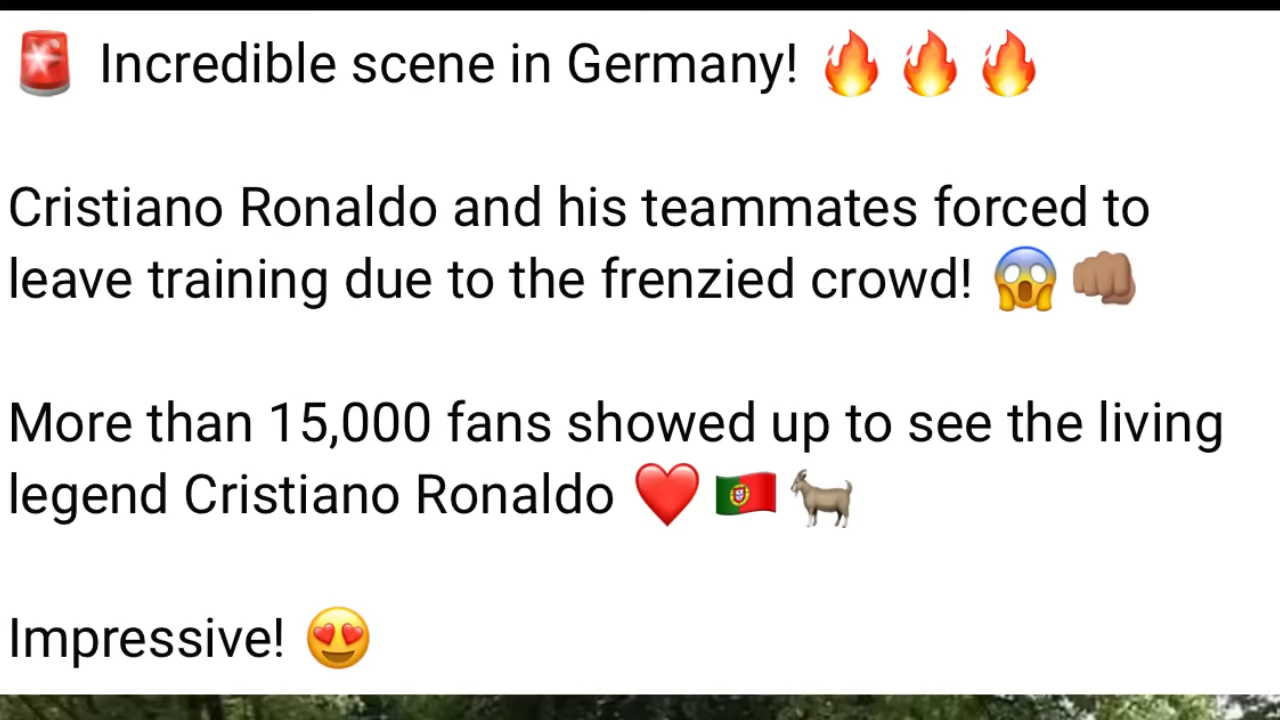 🚨 Incredible scene in Germany! 🔥 🔥 🔥
Cristiano Ronaldo and his teammates forced to
leave training due to the frenzied crowd! 😱 👊🏽
More than 15,000 fans showed up to see the living
legend Cristiano Ronaldo ❤️ 🇵🇹 🐐
Impressive! 😍